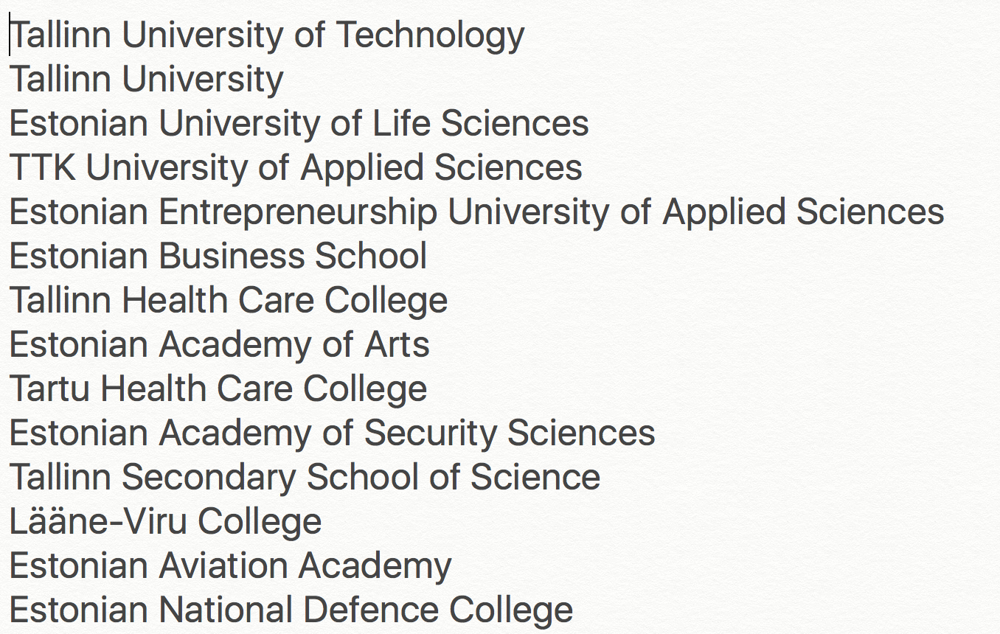 Tallinn University of Technology
Tallinn University
Estonian University of Life Sciences
TTK University of Applied Sciences
Estonian Entrepreneurship University of Applied Sciences
Estonian Business School
Tallinn Health Care College
Estonian Academy of Arts
Tartu Health Care College
Estonian Academy of Security Sciences
Tallinn Secondary School of Science
Lääne-Viru College
Estonian Aviation Academy
Estonian National Defence College